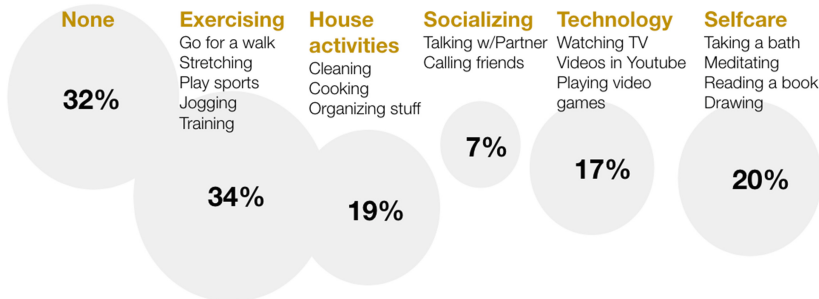 None
32%
Exercising
Go for a walk
Stretching
Play sports
Jogging
Training
34%
House
activities
Cleaning
Cooking
Organizing stuff
19%
Socializing
Talking w/Partner
Calling friends
7%
Technology
Watching TV
Videos in Youtube
Playing video
games
17%
Selfcare
Taking a bath
Meditating
Reading a book
Drawing
20%